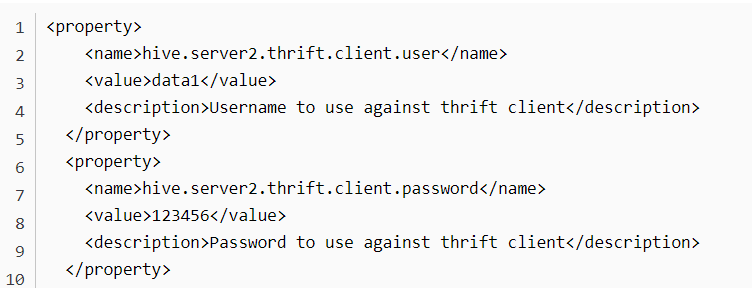 1 <property>
2     <name>hive.server2.thrift.client.user</name>
3     <value>data1</value>
4     <description>Username to use against thrift client</description>
5   </property>
6   <property>
7     <name>hive.server2.thrift.client.password</name>
8     <value>123456</value>
9     <description>Password to use against thrift client</description>
10   </property>